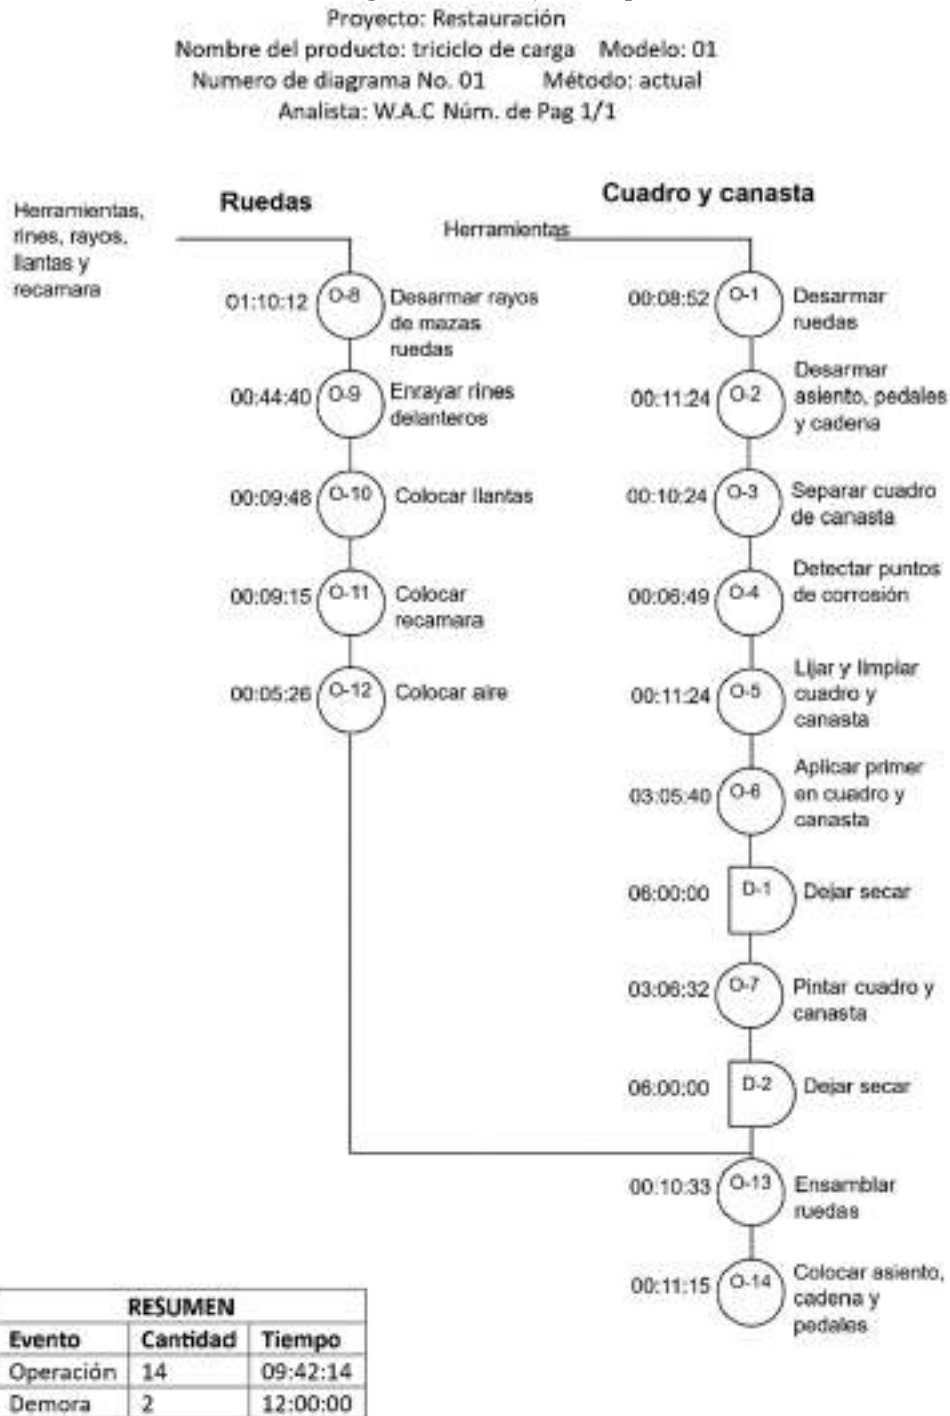 Proyecto: Restauración
Nombre del producto: triciclo de carga Modelo: 01
Numero de diagrama No. 01 Método: actual
Analista: W.A.C Núm. de Pag 1/1
Ruedas
Herramientas,
rines, rayos,
llantas y
recamara
01:10:12 O-8 Desarmar rayos
de mazas
ruedas
00:44:40 O-9 Enrayar rines
delanteros
00:09:48 O-10 Colocar llantas
00:09:15 O-11 Colocar
recamara
00:05:26 O-12 Colocar aire
Cuadro y canasta
Herramientas
00:08:52 O-1 Desarmar
ruedas
00:11:24 O-2 Desarmar
asiento, pedales
y cadena
00:10:24 O-3 Separar cuadro
de canasta
00:06:49 O-4 Detectar puntos
de corrosión
00:11:24 O-5 Lijar y limpiar
cuadro y
canasta
03:05:40 O-6 Aplicar primer
en cuadro y
canasta
06:00:00 D-1 Dejar secar
03:06:32 O-7 Pintar cuadro y
canasta
06:00:00 D-2 Dejar secar
00:10:33 O-13 Ensamblar
ruedas
00:11:15 O-14 Colocar asiento,
cadena y
pedales
RESUMEN
Evento Cantidad Tiempo
Operación 14 09:42:14
Demora 2 12:00:00